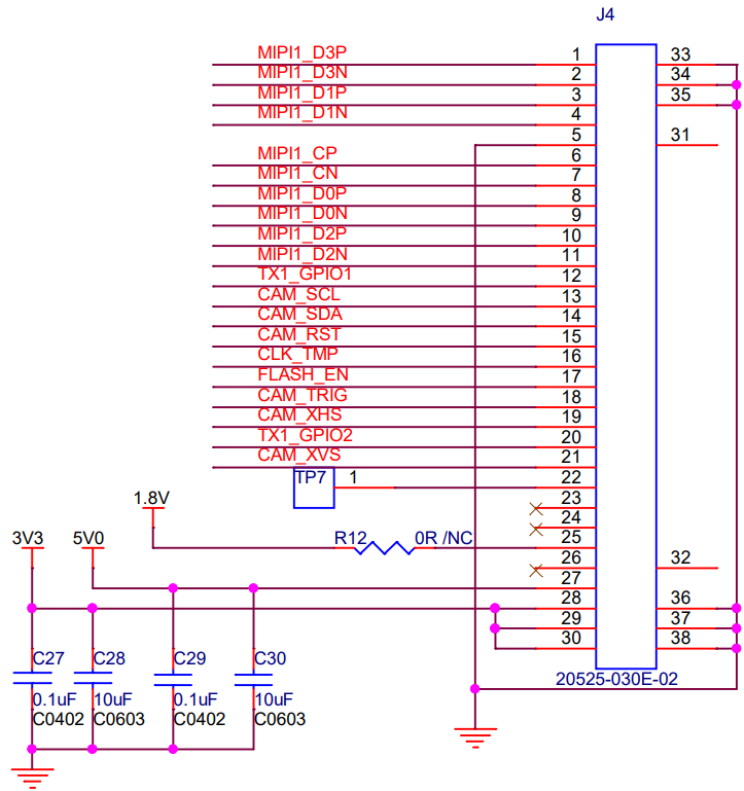 J4
MIPI1_D3P 1 33
MIPI1_D3N 2 34
MIPI1_D1P 3 35
MIPI1_D1N 4
5 31
MIPI1_CP 6
MIPI1_CN 7
MIPI1_D0P 8
MIPI1_D0N 9
MIPI1_D2P 10
MIPI1_D2N 11
TX1_GPIO1 12
CAM_SCL 13
CAM_SDA 14
CAM_RST 15
CLK_TMP 16
FLASH_EN 17
CAM_TRIG 18
CAM_XHS 19
TX1_GPIO2 20
CAM_XVS 21
TP7 1 22
23
1.8V
24
3V3 5V0 R12 0R /NC 25
26 32
27
28 36
29 37
30 38
C27 C28 C29 C30
20525-030E-02
0.1uF 10uF 0.1uF 10uF
C0402 C0603 C0402 C0603